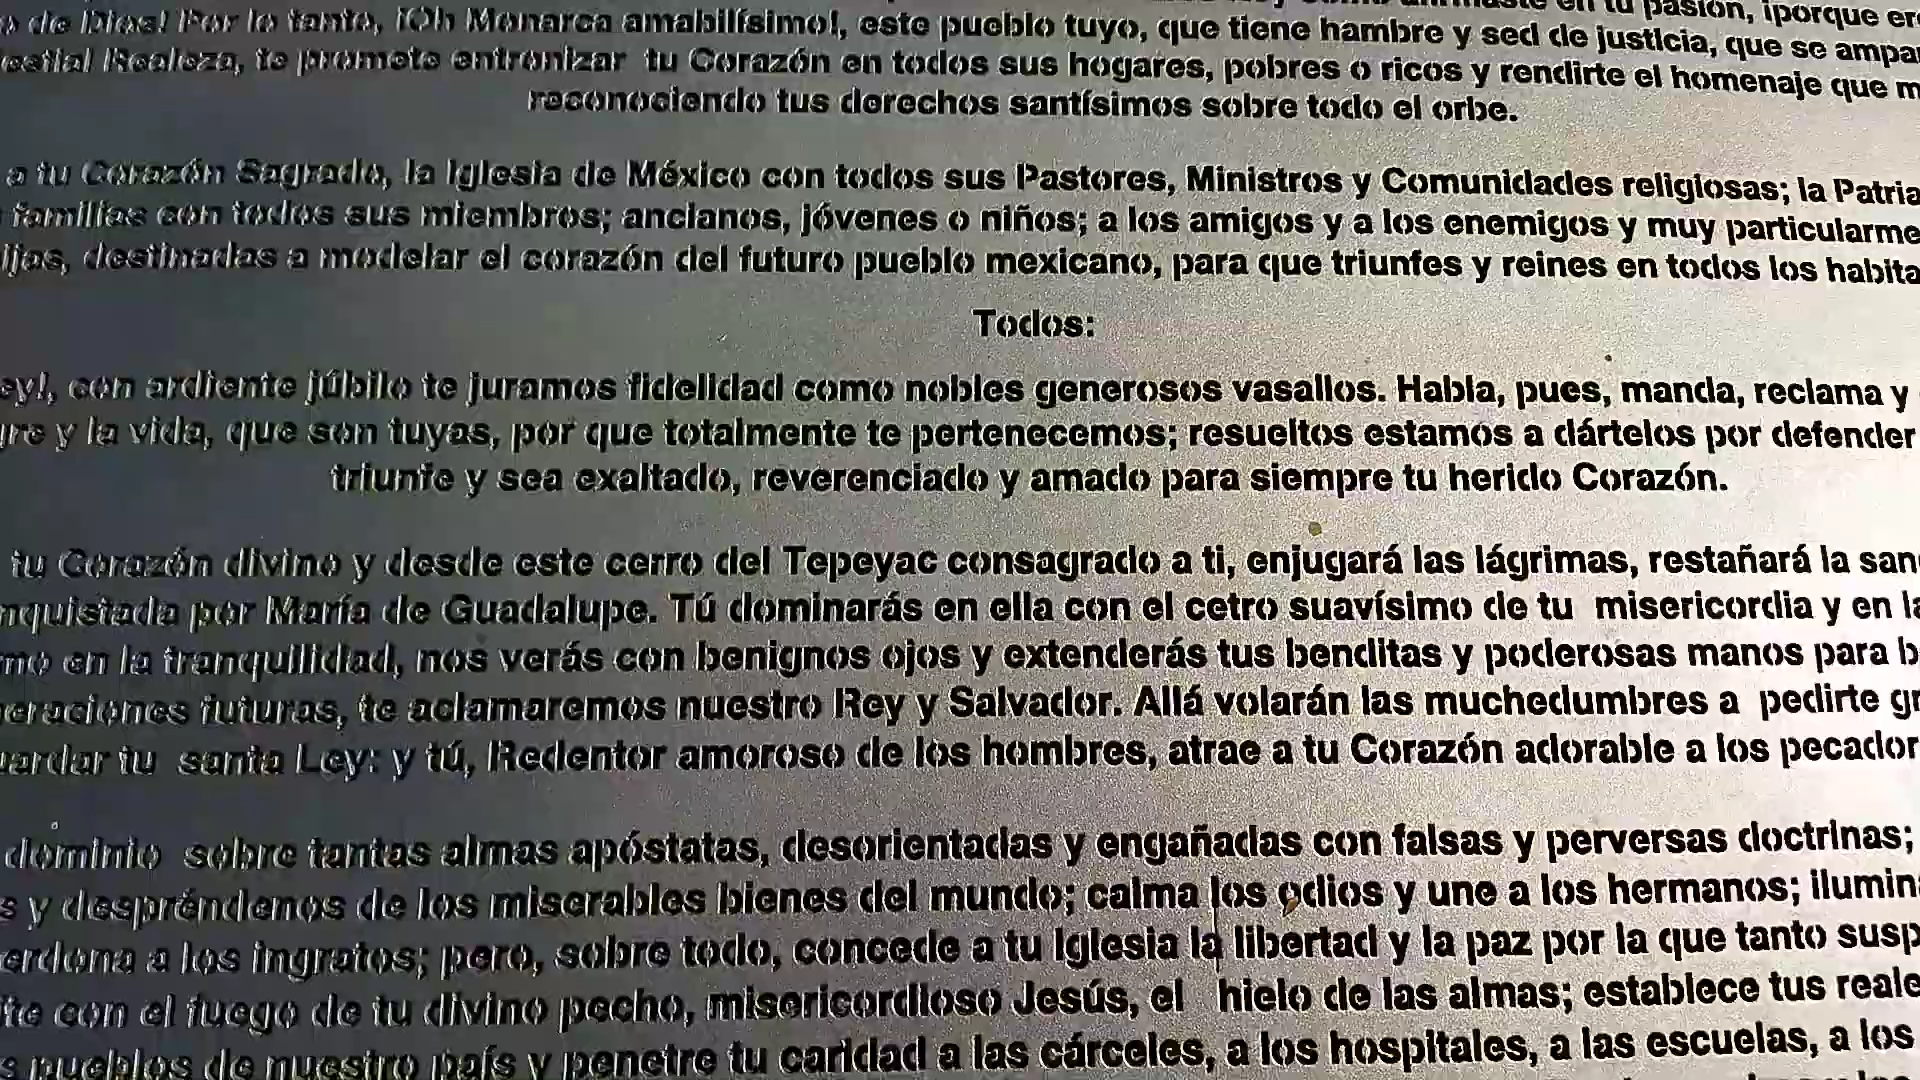 de Dios! Por lo tanto, ¡Oh Monarca amabilísimo!, este pueblo tuyo, que tiene hambre y sed de justicia, que se
Realeza, te promete entronizar tu Corazón en todos sus hogares, pobres o ricos y rendirte el homenaje que
reconociendo tus derechos santísimos sobre todo el orbe.
a tu Corazón Sagrado, la Iglesia de México con todos sus Pastores, Ministros y Comunidades religiosas; la Patria
familias con todos sus miembros; ancianos, jóvenes o niños; a los amigos y a los enemigos y muy
destinadas a modelar el corazón del futuro pueblo mexicano, para que triunfes y reines en todos los
Todos:
con ardiente júbilo te juramos fidelidad como nobles generosos vasallos. Habla, pues, manda, reclama y
y la vida, que son tuyas, por que totalmente te pertenecemos; resueltos estamos a dártelos por defender
triunfe y sea exaltado, reverenciado y amado para siempre tu herido Corazón.
tu Corazón divino y desde este cerro del Tepeyac consagrado a ti, enjugará las lágrimas, restañará la
por María de Guadalupe. Tú dominarás en ella con el cetro suavísimo de tu misericordia y en
en la tranquilidad, nos verás con benignos ojos y extenderás tus benditas y poderosas manos para
futuras, te aclamaremos nuestro Rey y Salvador. Allá volarán las muchedumbres a pedirte
tu santa Ley: y tú, Redentor amoroso de los hombres, atrae a tu Corazón adorable a los
dominio sobre tantas almas apóstatas, desorientadas y engañadas con falsas y perversas doctrinas;
y despréndenos de los miserables bienes del mundo; calma los odios y une a los hermanos;
a los ingratos; pero, sobre todo, concede a tu Iglesia la libertad y la paz por la que tanto
con el fuego de tu divino pecho, misericordioso Jesús, el hielo de las almas; establece tus
pueblos de nuestro país y penetre tu caridad a las cárceles, a los hospitales, a las escuelas, a los